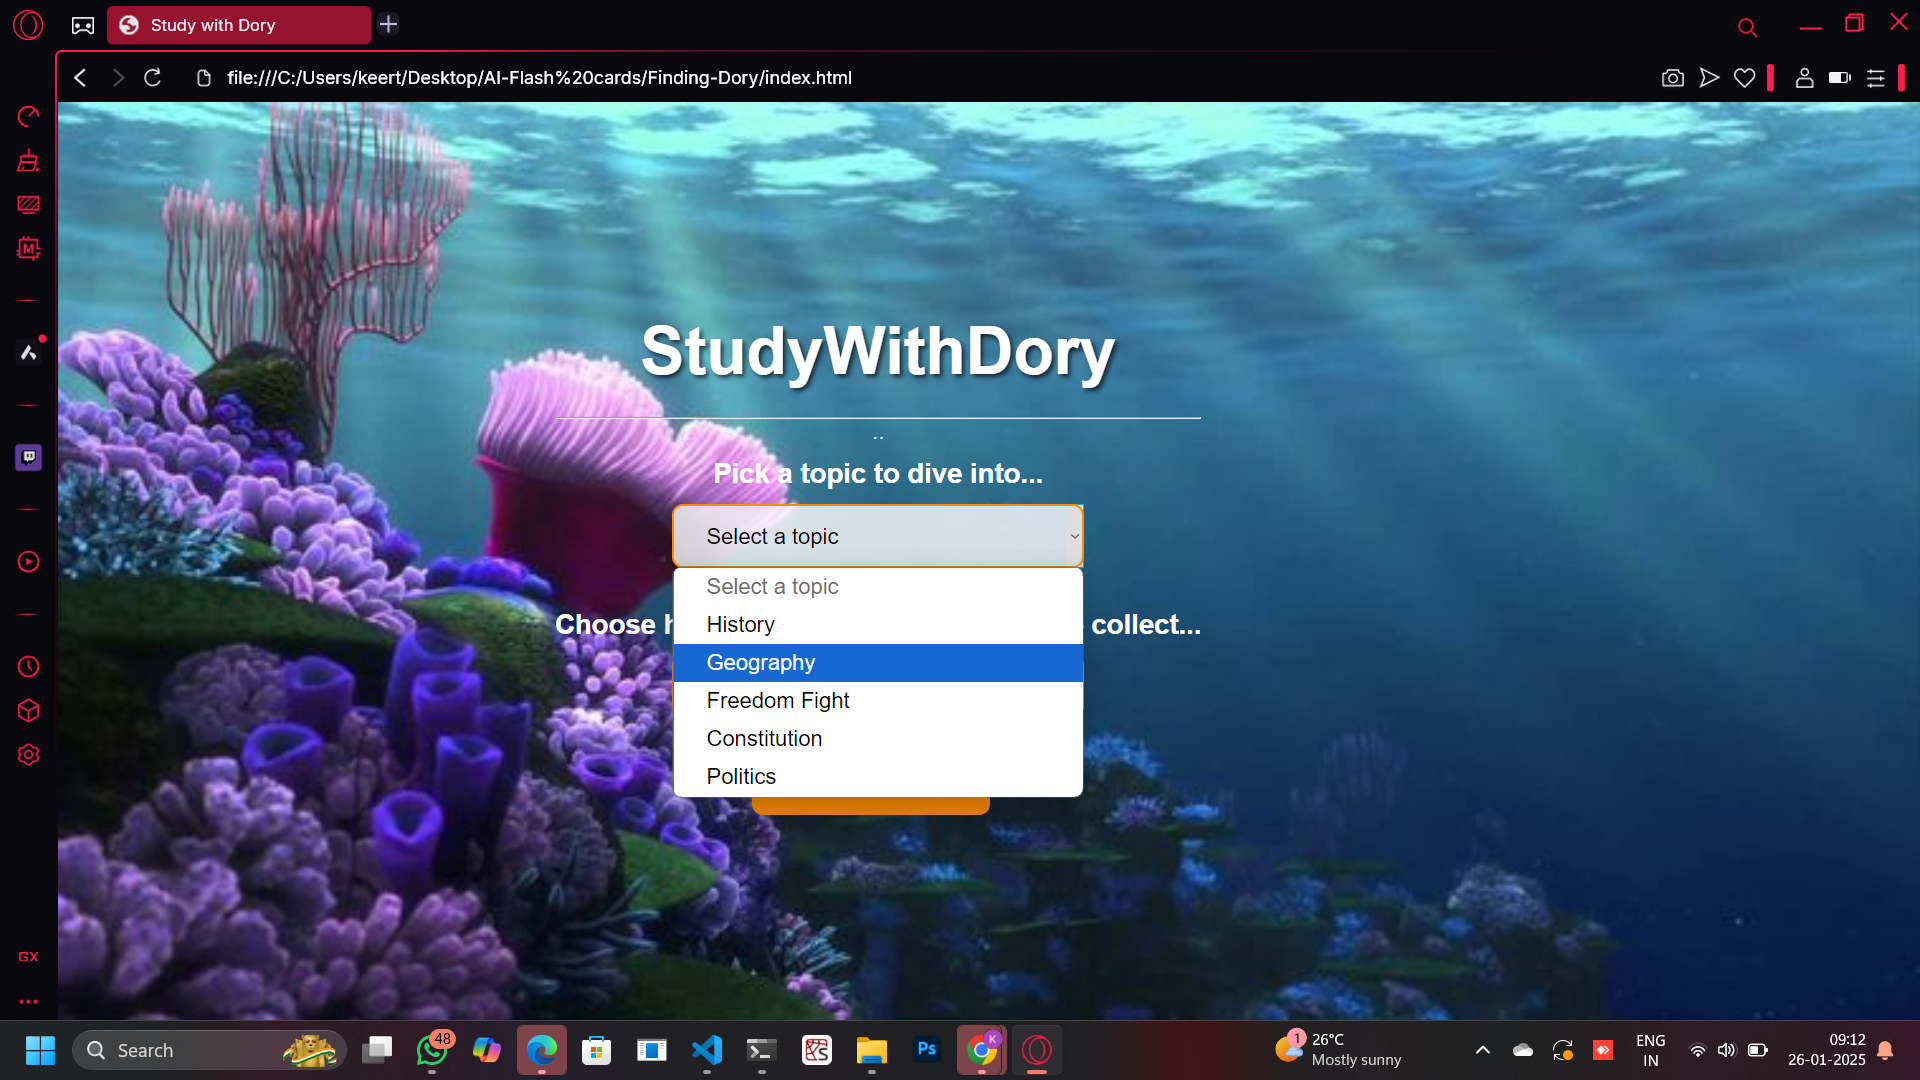 Study with Dory
file:///C:/Users/keert/Desktop/AI-Flash%20cards/Finding-Dory/index.html
M
StudyWithDory
..
Pick a topic to dive into...
Select a topic
Select a topic
History
Choose h
collect...
Geography
Freedom Fight
Constitution
Politics
GX
Search
48
Ps
K
1
26°C
Mostly sunny
ENG
IN
09:12
26-01-2025